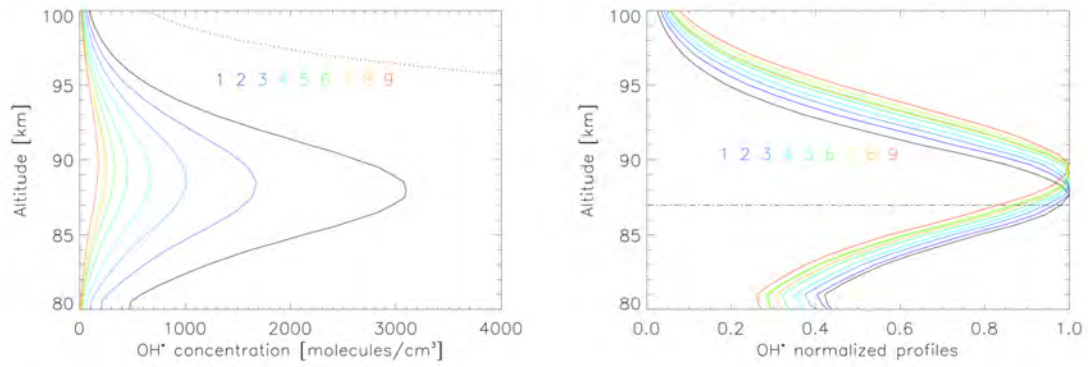 100
95
90
85
80
Altitude [km]
1 2 3 4 5 6 7 8 9
0 1000 2000 3000 4000
OH* concentration [molecules/cm³]
100
95
90
85
80
Altitude [km]
1 2 3 4 5 6 7 8 9
0.0 0.2 0.4 0.6 0.8 1.0
OH* normalized profiles